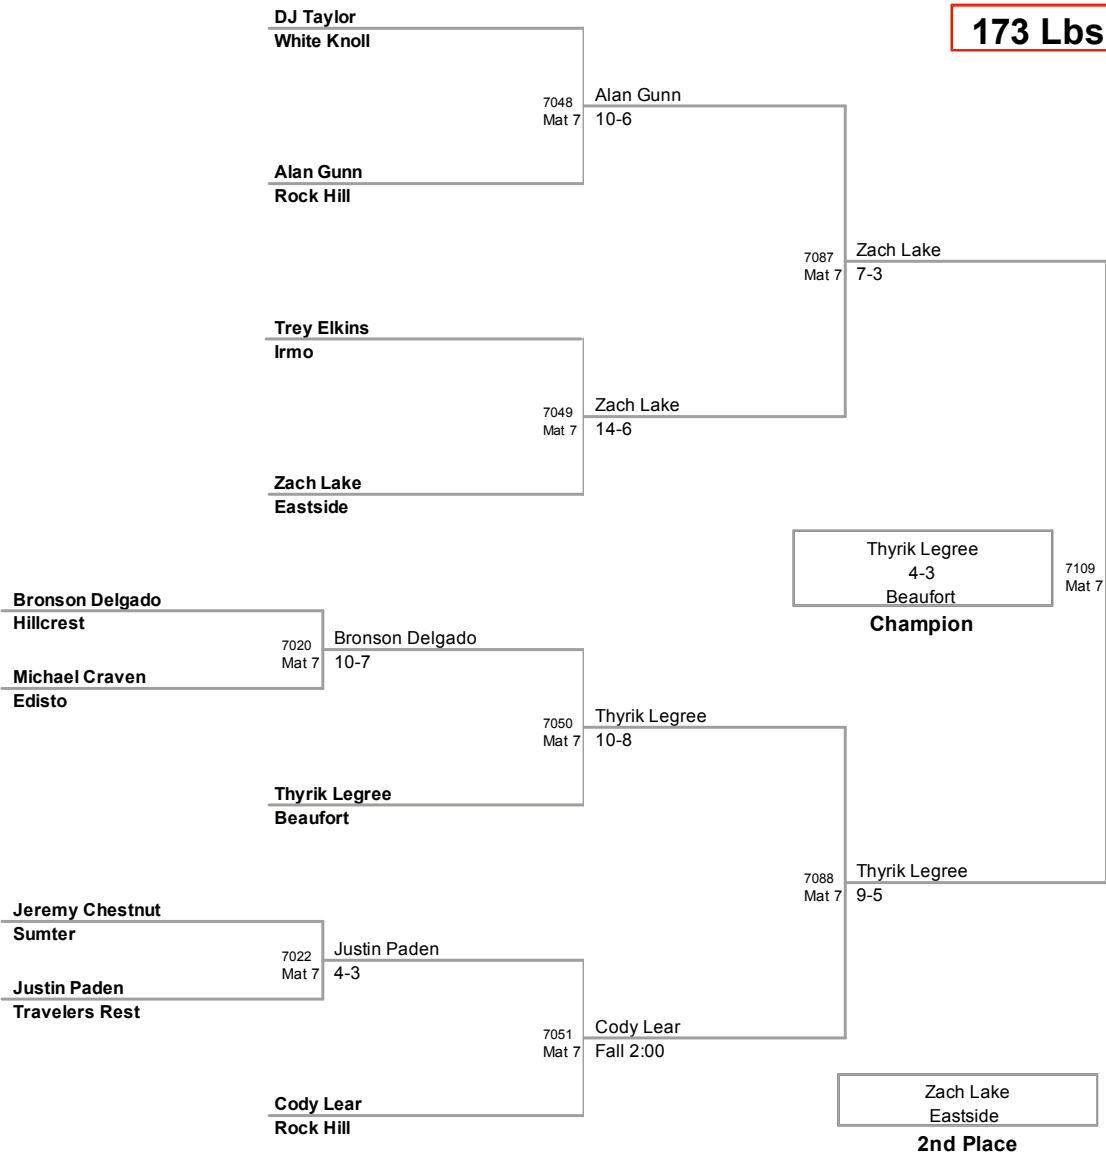 DJ Taylor
White Knoll
173 Lbs
7048
Mat 7
Alan Gunn
10-6
Alan Gunn
Rock Hill
7087
Mat 7
Zach Lake
7-3
Trey Elkins
Irmo
7049
Mat 7
Zach Lake
14-6
Zach Lake
Eastside
Thyrik Legree
4-3
Beaufort
Champion
7109
Mat 7
Bronson Delgado
Hillcrest
7020
Mat 7
Bronson Delgado
10-7
Michael Craven
Edisto
7050
Mat 7
Thyrik Legree
10-8
Thyrik Legree
Beaufort
7088
Mat 7
Thyrik Legree
9-5
Jeremy Chestnut
Sumter
7022
Mat 7
Justin Paden
4-3
Justin Paden
Travelers Rest
7051
Mat 7
Cody Lear
Fall 2:00
Cody Lear
Rock Hill
Zach Lake
Eastside
2nd Place